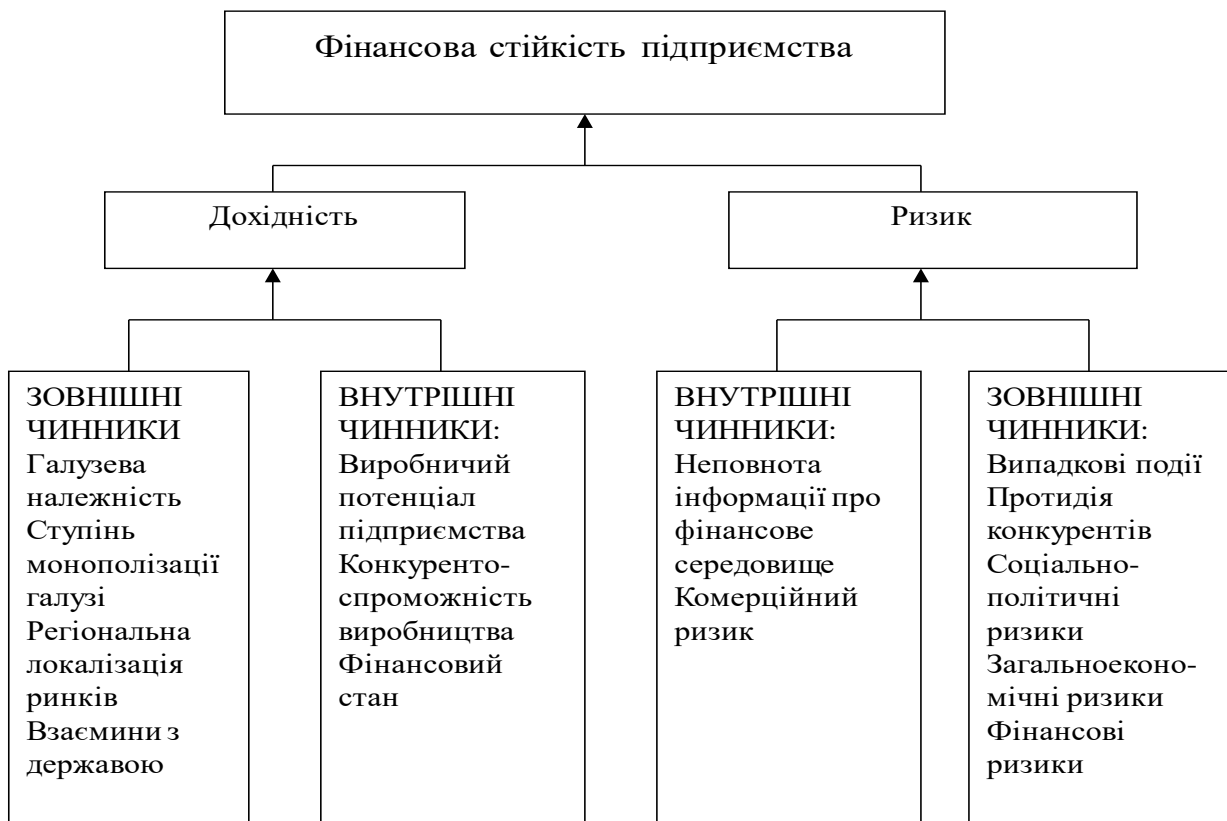 Фінансова стійкість підприємства
Дохідність
Ризик
ЗОВНІШНІ
ЧИННИКИ
Галузева
належність
Ступінь
монополізації
галузі
Регіональна
локалізація
ринків
Взаємини з
державою
ВНУТРІШНІ
ЧИННИКИ:
Виробничий
потенціал
підприємства
Конкуренто-
спроможність
виробництва
Фінансовий
стан
ВНУТРІШНІ
ЧИННИКИ:
Неповнота
інформації про
фінансове
середовище
Комерційний
ризик
ЗОВНІШНІ
ЧИННИКИ:
Випадкові події
Протидія
конкурентів
Соціально-
політичні
ризики
Загальноеконо-
мічні ризики
Фінансові
ризики